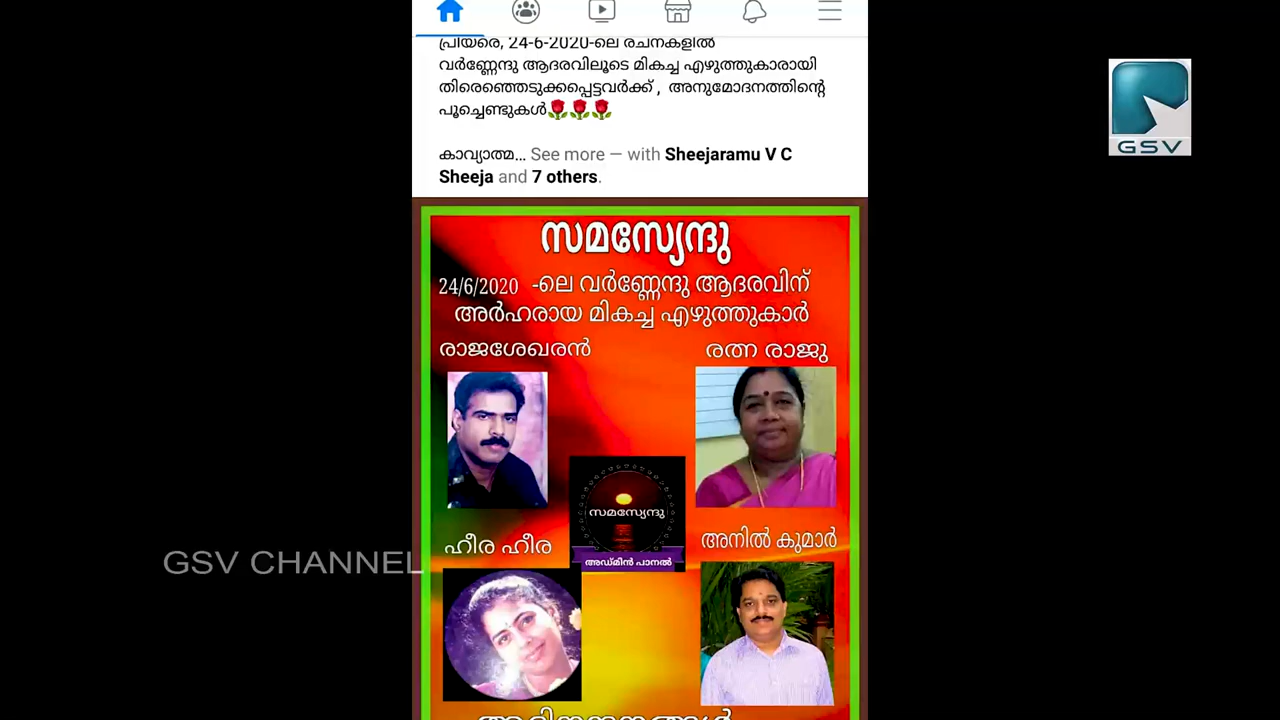 പ്രിയരെ, 24-6-2020-ലെ രചനകളിൽ
വർണ്ണേന്ദു ആദരവിലൂടെ മികച്ച എഴുത്തുകാരായി
തിരെഞ്ഞെടുക്കപ്പെട്ടവർക്ക് , അനുമോദനത്തിന്റെ
പൂച്ചെണ്ടുകൾ🌹🌹🌹
കാവ്യാത്മ... See more — with Sheejaramu V C
Sheeja and 7 others.
GSV
സമസ്യേന്ദു
24/6/2020 -ലെ വർണ്ണേന്ദു ആദരവിന്
അർഹരായ മികച്ച എഴുത്തുകാർ
രാജശേഖരൻ
രത്ന രാജു
സമസ്യേന്ദു
അഡ്മിൻ പാനൽ
ഹീര ഹീര
അനിൽ കുമാർ
GSV CHANNEL